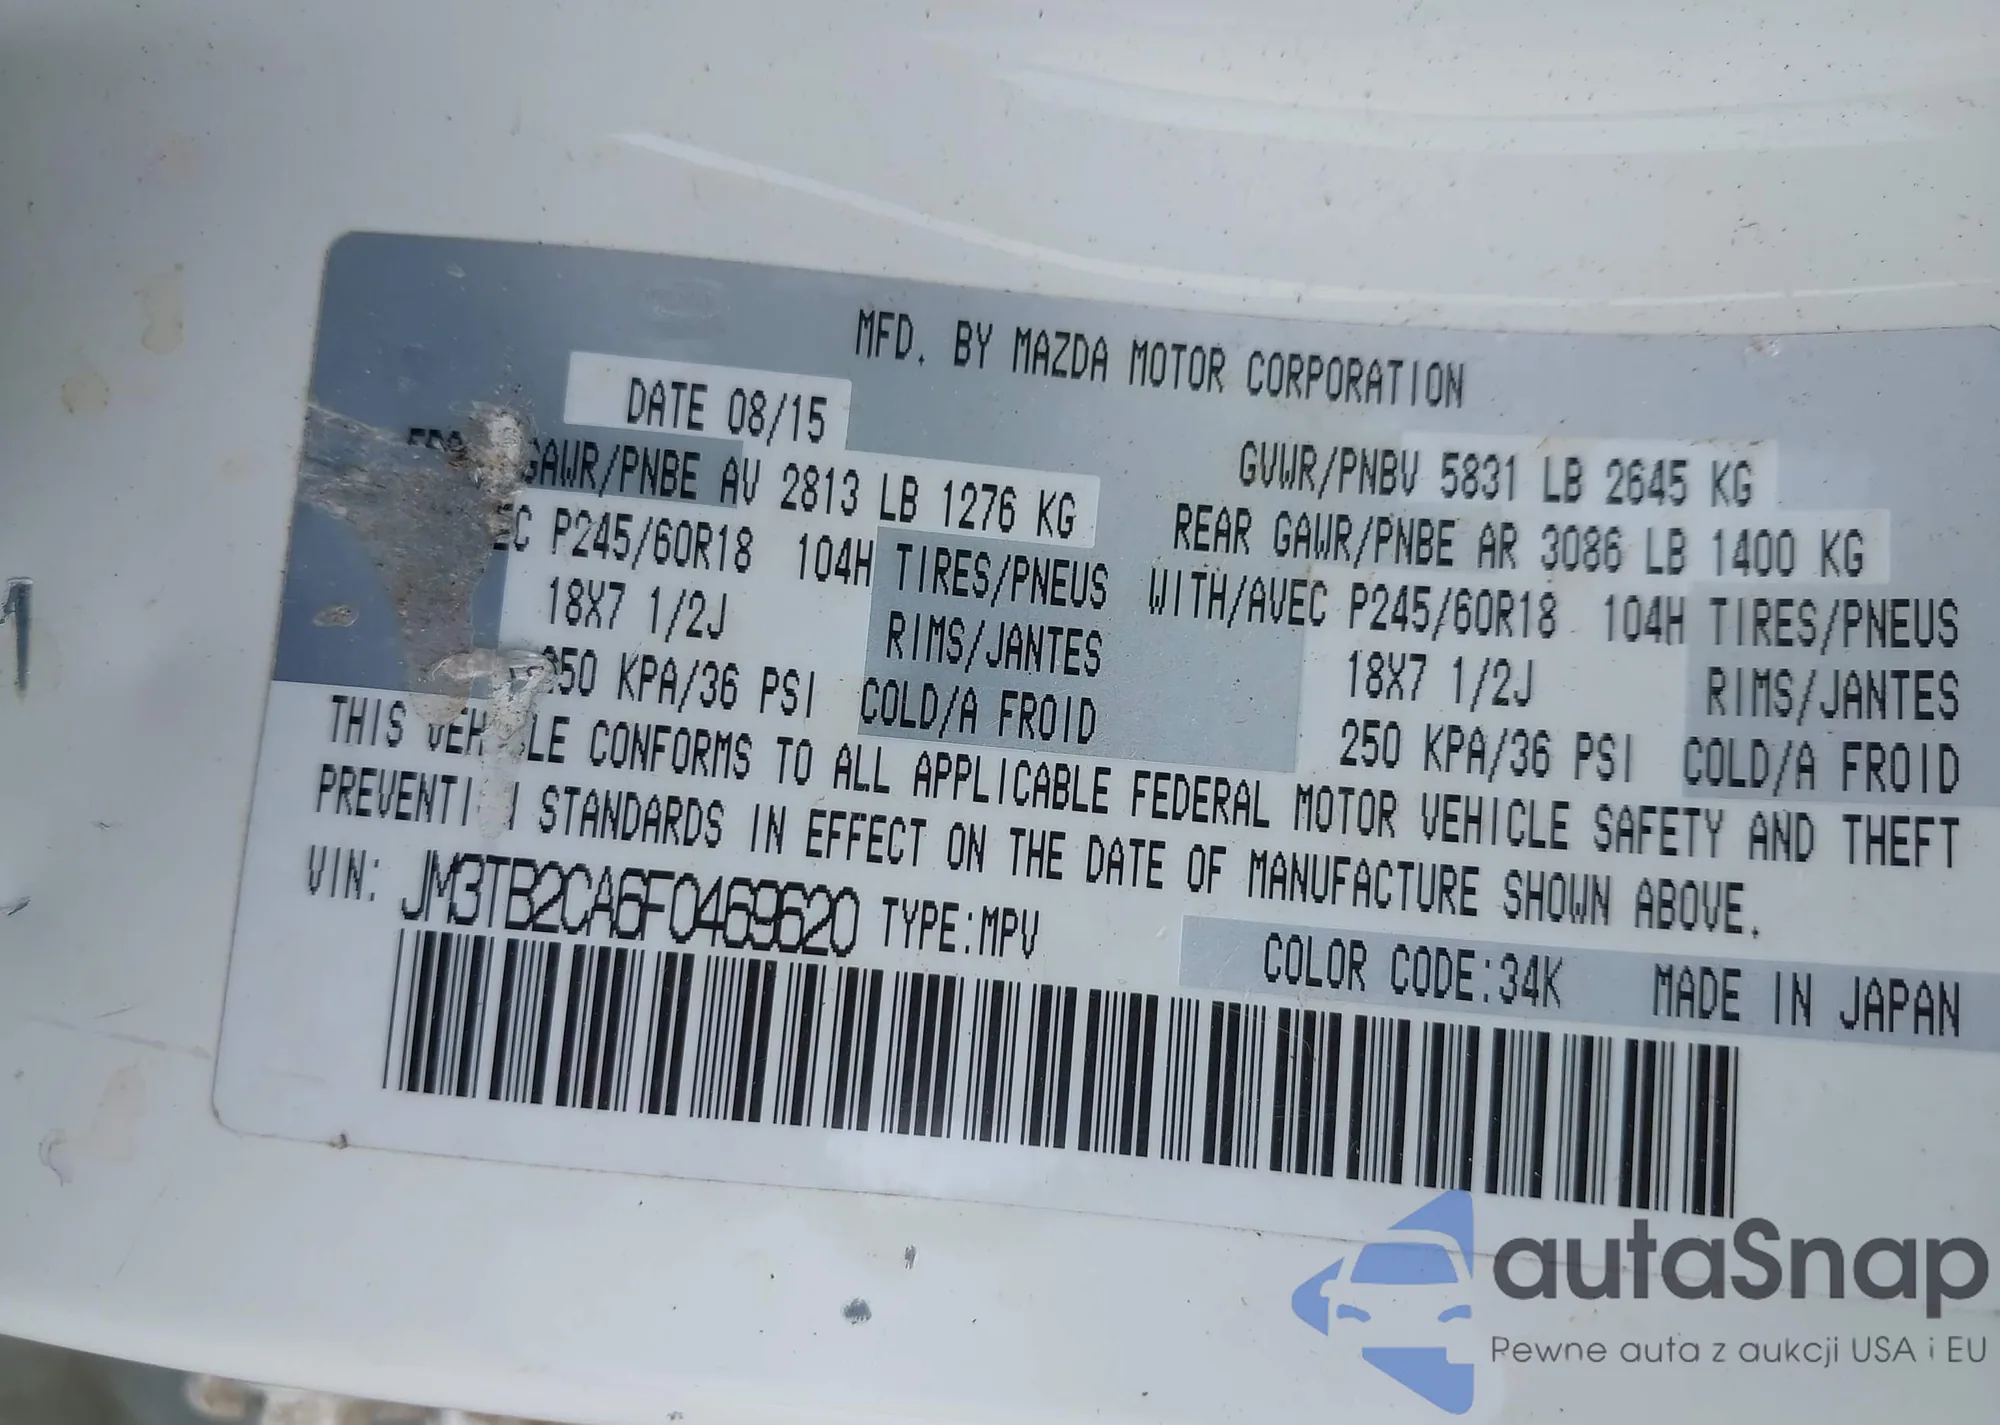 MFD. BY MAZDA MOTOR CORPORATION
DATE 08/15
GVWR/PNBV 5831 LB 2645 KG
GAWR/PNBE AV 2813 LB 1276 KG
REAR GAWR/PNBE AR 3086 LB 1400 KG
P245/60R18 104H TIRES/PNEUS
WITH/AVEC P245/60R18 104H TIRES/PNEUS
18X7 1/2J RIMS/JANTES
18X7 1/2J RIMS/JANTES
250 KPA/36 PSI COLD/A FROID
250 KPA/36 PSI COLD/A FROID
THIS VEHICLE CONFORMS TO ALL APPLICABLE FEDERAL MOTOR VEHICLE SAFETY AND THEFT
PREVENTION STANDARDS IN EFFECT ON THE DATE OF MANUFACTURE SHOWN ABOVE.
VIN: JM3TB2CA6F0469620 TYPE:MPV
COLOR CODE:34K MADE IN JAPAN
autaSnap
Pewne auta z aukcji USA i EU